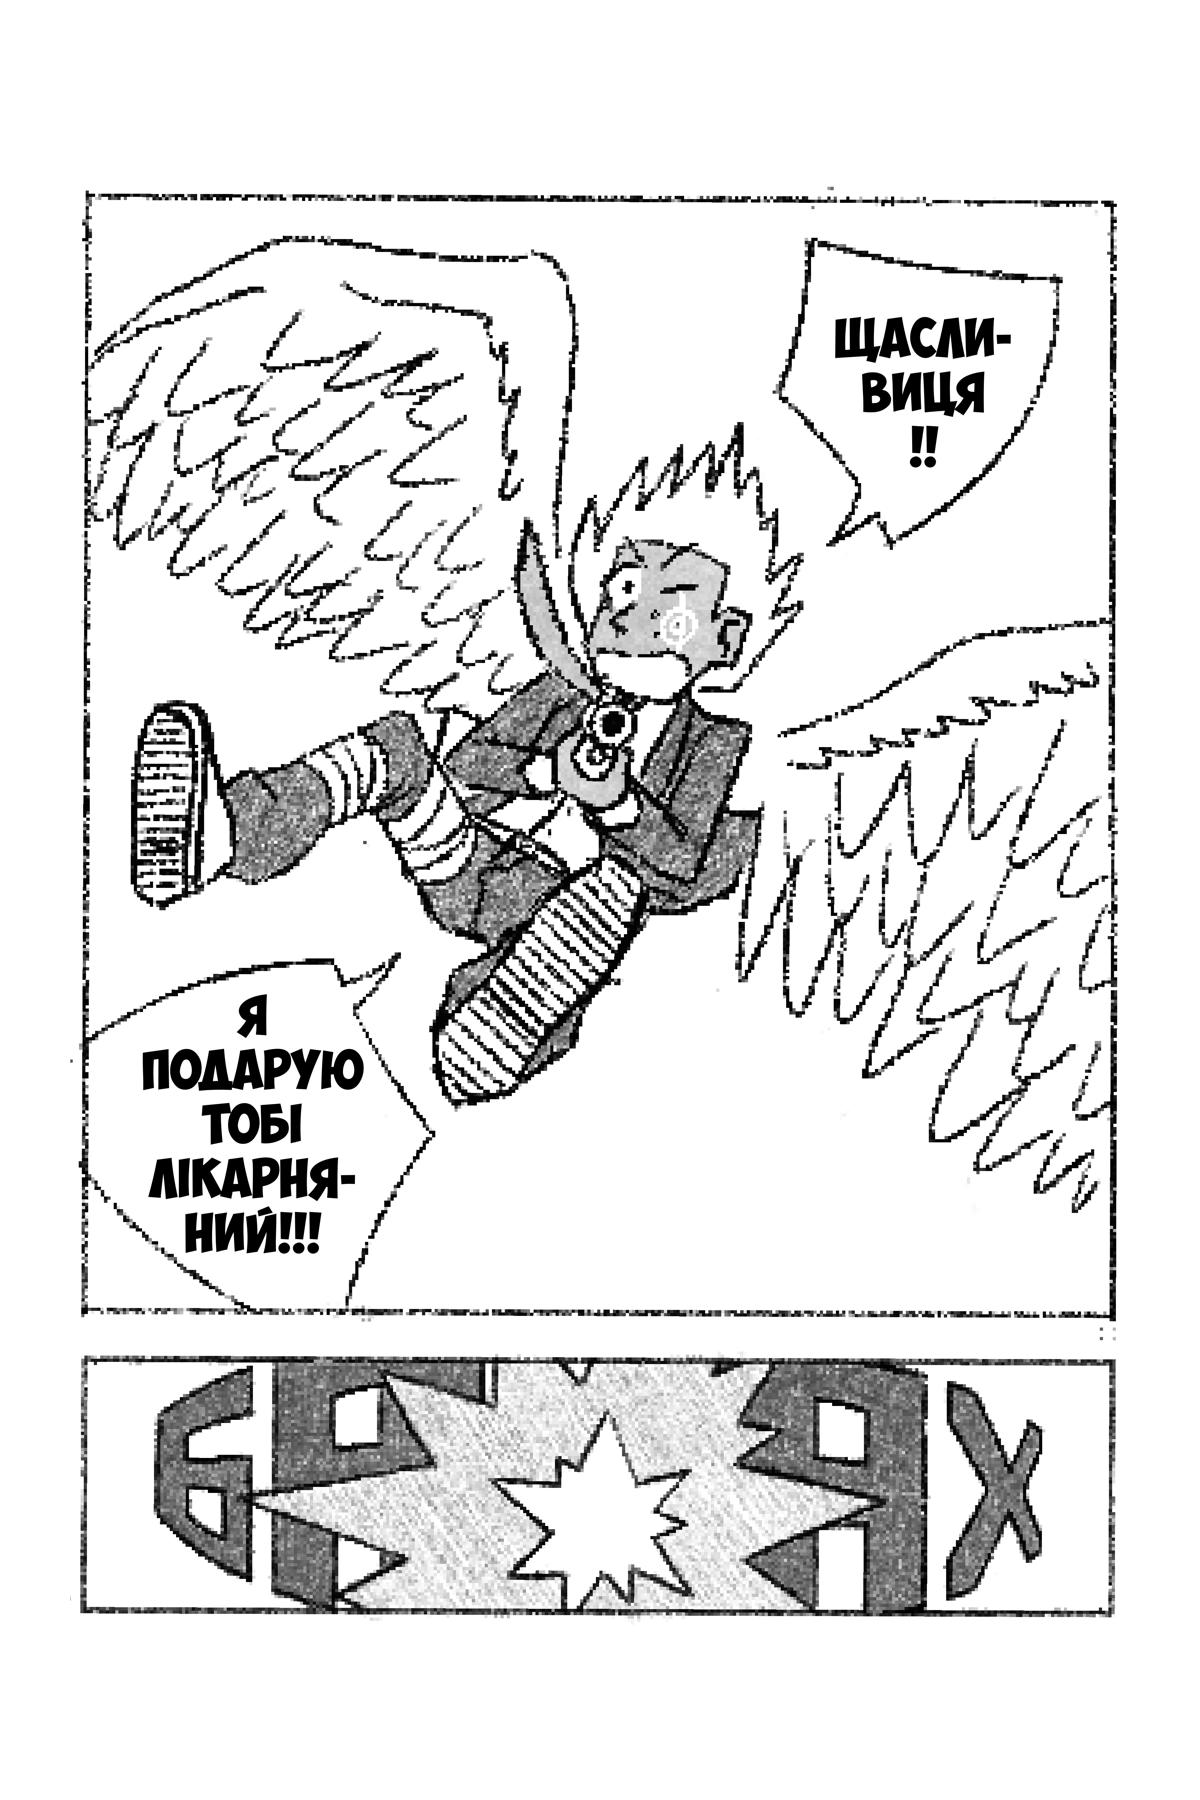 ЩАСЛИ-
ВИЦЯ
!!
Я
ПОДАРУЮ
ТОБІ
ЛІКАРНЯ-
НИЙ!!!
БАБАХ